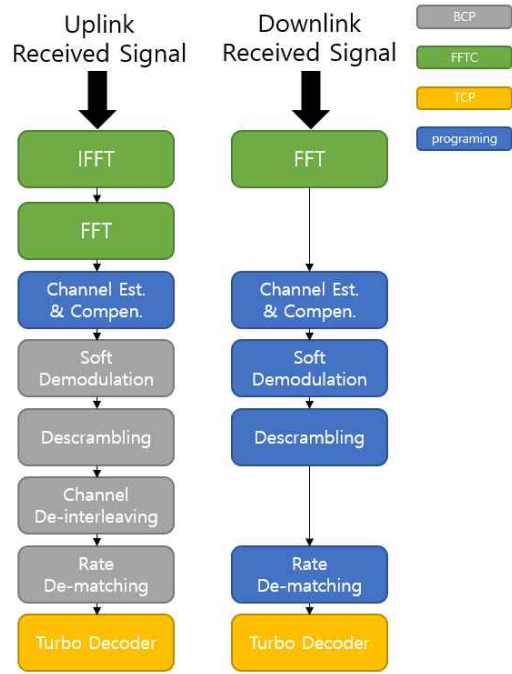 Uplink
Received Signal
IFFT
FFT
Channel Est.
& Compen.
Soft
Demodulation
Descrambling
Channel
De-interleaving
Rate
De-matching
Turbo Decoder
Downlink
Received Signal
FFT
Channel Est.
& Compen.
Soft
Demodulation
Descrambling
Rate
De-matching
Turbo Decoder
BCP
FFTC
TCP
programing